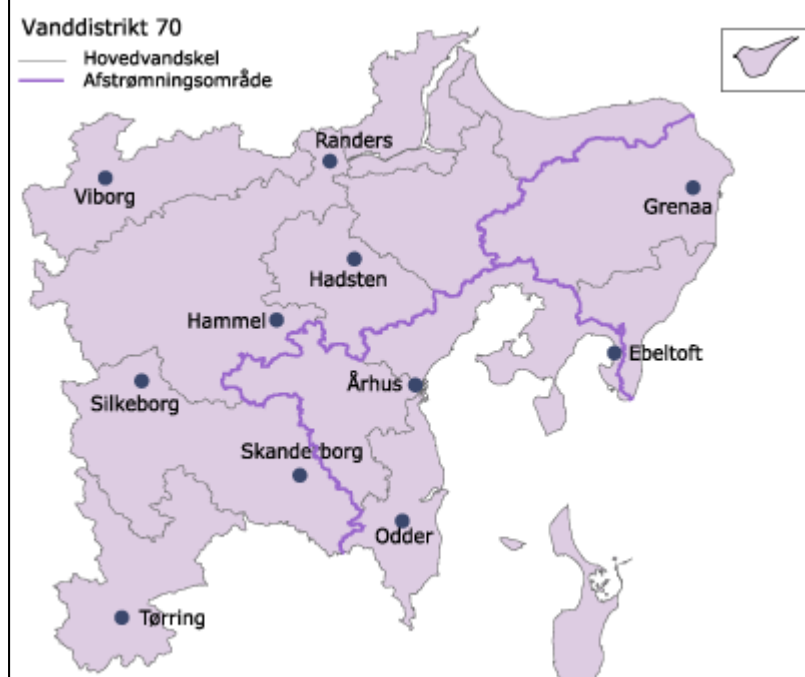 Vanddistrikt 70
Hovedvandskel
Afstrømningsområde
Randers
Viborg
Grenaa
Hadsten
Hammel
Ebeltoft
Århus
Silkeborg
Skanderborg
Odder
Tørring